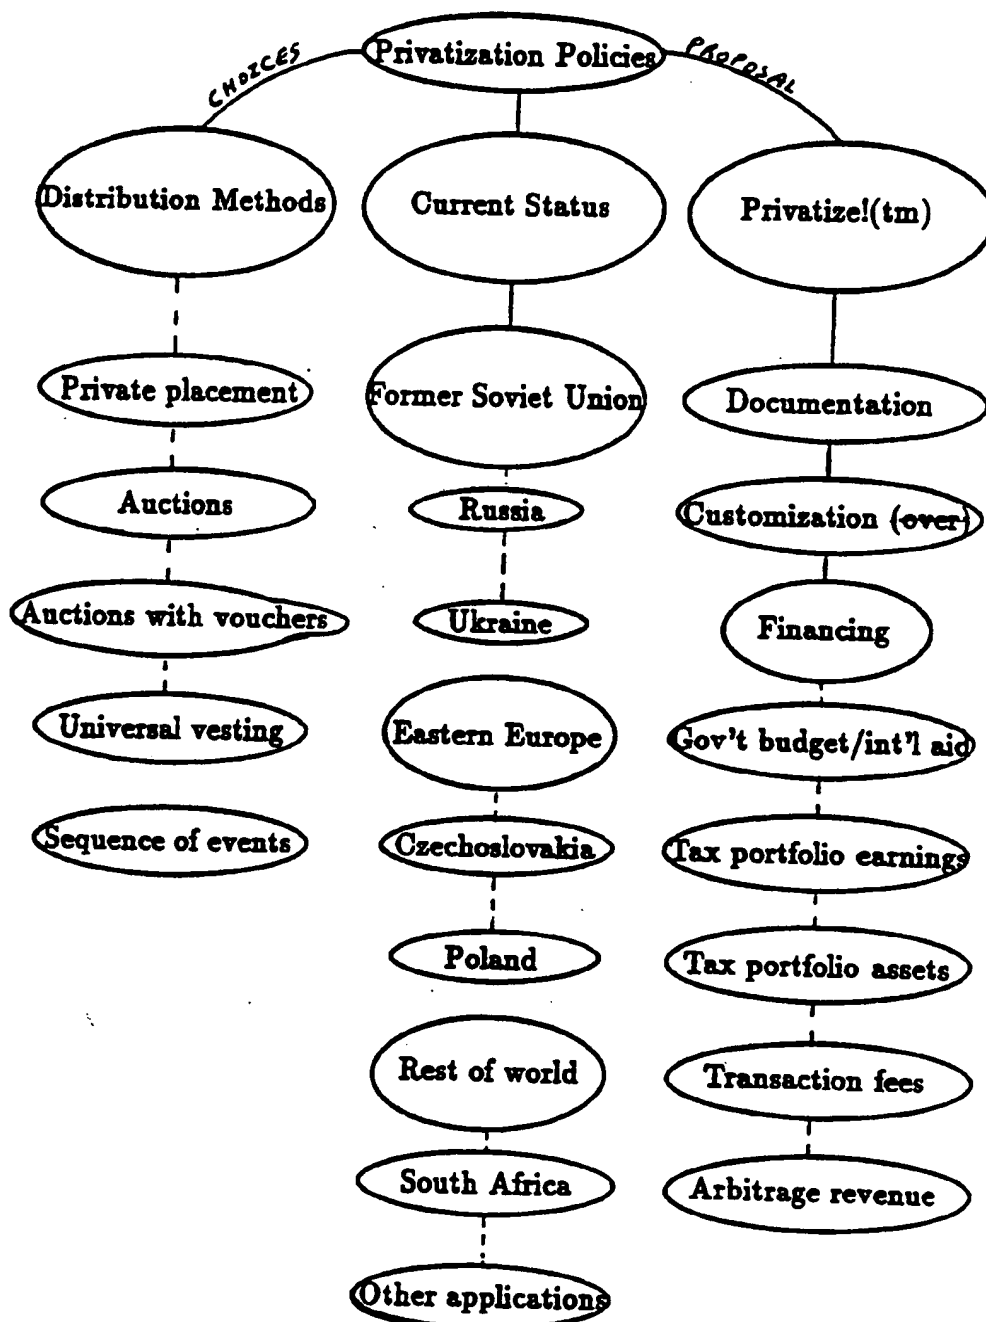 Privatization Policies
CHOICES
PROPOSAL
Distribution Methods
Private placement
Auctions
Auctions with vouchers
Universal vesting
Sequence of events
Current Status
Former Soviet Union
Russia
Ukraine
Eastern Europe
Czechoslovakia
Poland
Rest of world
South Africa
Other applications
Privatize!(tm)
Documentation
Customization (over)
Financing
Gov't budget/int'l aid
Tax portfolio earnings
Tax portfolio assets
Transaction fees
Arbitrage revenue